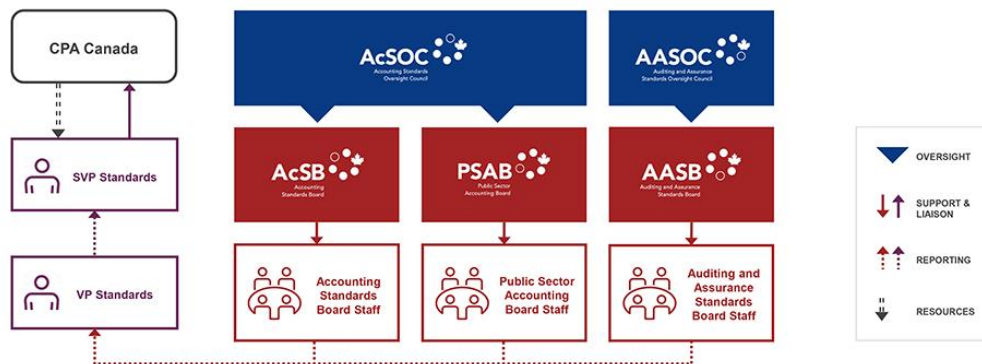 CPA Canada
AcSOC
Accounting Standards
Oversight Council
AASOC
Auditing and Assurance
Standards Oversight Council
SVP Standards
AcSB
Accounting
Standards Board
PSAB
Public Sector
Accounting Board
AASB
Auditing and Assurance
Standards Board
VP Standards
Accounting
Standards
Board Staff
Public Sector
Accounting
Board Staff
Auditing and
Assurance
Standards
Board Staff
OVERSIGHT
SUPPORT &
LIAISON
REPORTING
RESOURCES